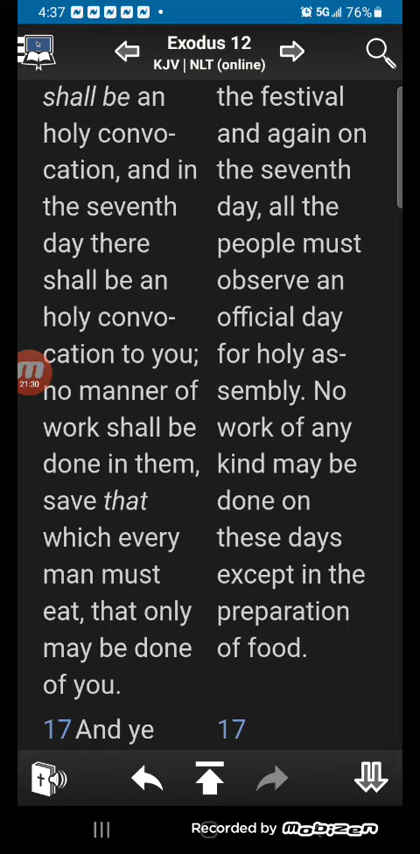 4:37 N N N N N • 5G 76%
Exodus 12
KJV | NLT (online)
shall be an
holy convo-
cation, and in
the seventh
day there
shall be an
holy convo-
cation to you;
no manner of
work shall be
done in them,
save that
which every
man must
eat, that only
may be done
of you.
17 And ye
the festival
and again on
the seventh
day, all the
people must
observe an
official day
for holy as-
sembly. No
work of any
kind may be
done on
these days
except in the
preparation
of food.
17
m
21:30
Recorded by mobizen